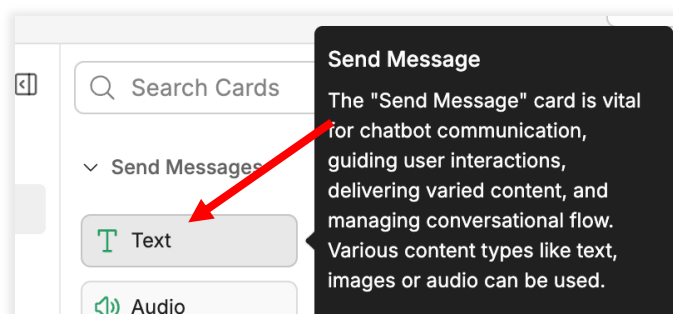 Search Cards
Send Messages
Text
Audio
Send Message
The "Send Message" card is vital
for chatbot communication,
guiding user interactions,
delivering varied content, and
managing conversational flow.
Various content types like text,
images or audio can be used.